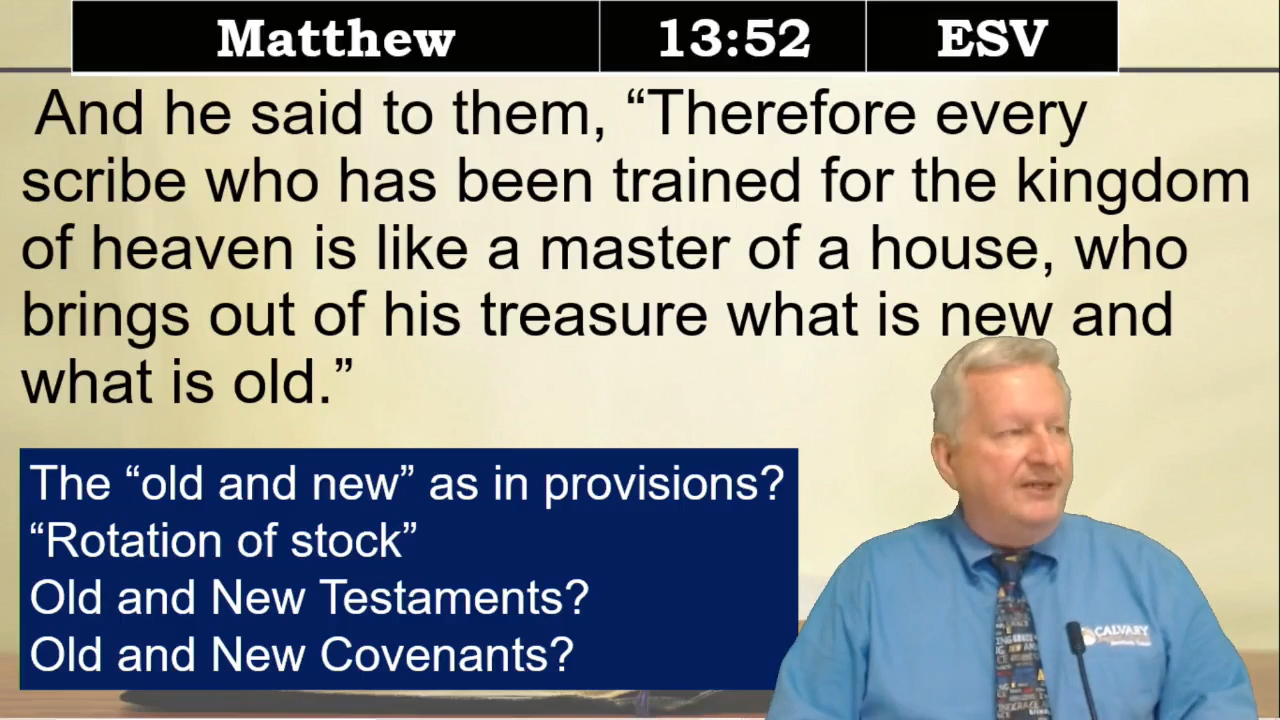 Matthew 13:52 ESV
And he said to them, “Therefore every
scribe who has been trained for the kingdom
of heaven is like a master of a house, who
brings out of his treasure what is new and
what is old.”
The “old and new” as in provisions?
“Rotation of stock”
Old and New Testaments?
Old and New Covenants?
CALVARY